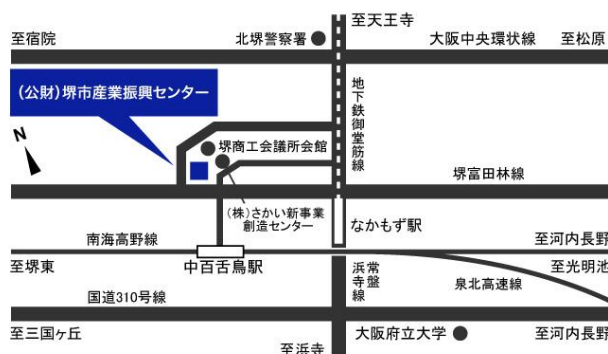 至天王寺
至宿院
北堺警察署
大阪中央環状線
至松原
(公財)堺市産業振興センター
地下鉄御堂筋線
N
堺商工会議所会館
堺富田林線
(株)さかい新事業
創造センター
なかもず駅
南海高野線
至河内長野
至堺東
中百舌鳥駅
常磐
浜寺線
至光明池
泉北高速線
国道310号線
至三国ヶ丘
大阪府立大学
至河内長野
至浜寺